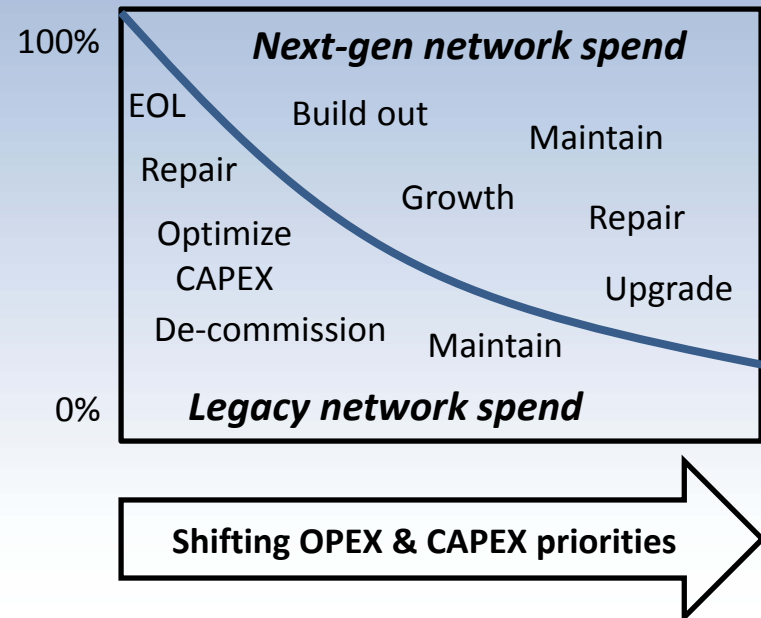 100%
Next-gen network spend
EOL
Build out
Maintain
Repair
Growth
Repair
Optimize
CAPEX
Upgrade
De-commission
Maintain
0%
Legacy network spend
Shifting OPEX & CAPEX priorities